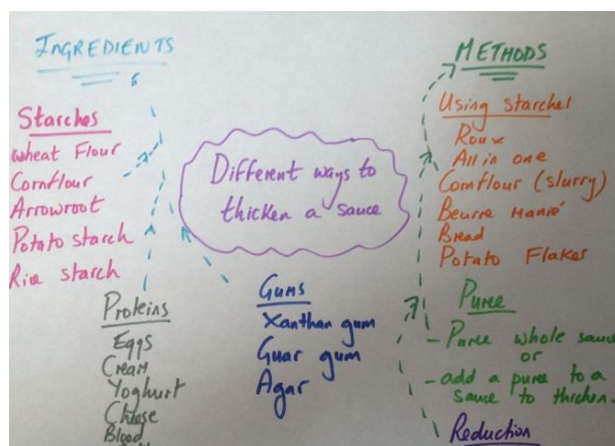 INGREDIENTS
Starches
Wheat Flour
Cornflour
Arrowroot
Potato starch
Rice starch
Proteins
Eggs
Cream
Yoghurt
Cheese
Blood
Different ways to
thicken a sauce
Gums
Xanthan gum
Guar gum
Agar
METHODS
Using starches
Roux
All in one
Cornflour (slurry)
Beurre Manié
Bread
Potato Flakes
Puree
- Puree whole sauce
or
- add a puree to a
sauce to thicken.
Reduction